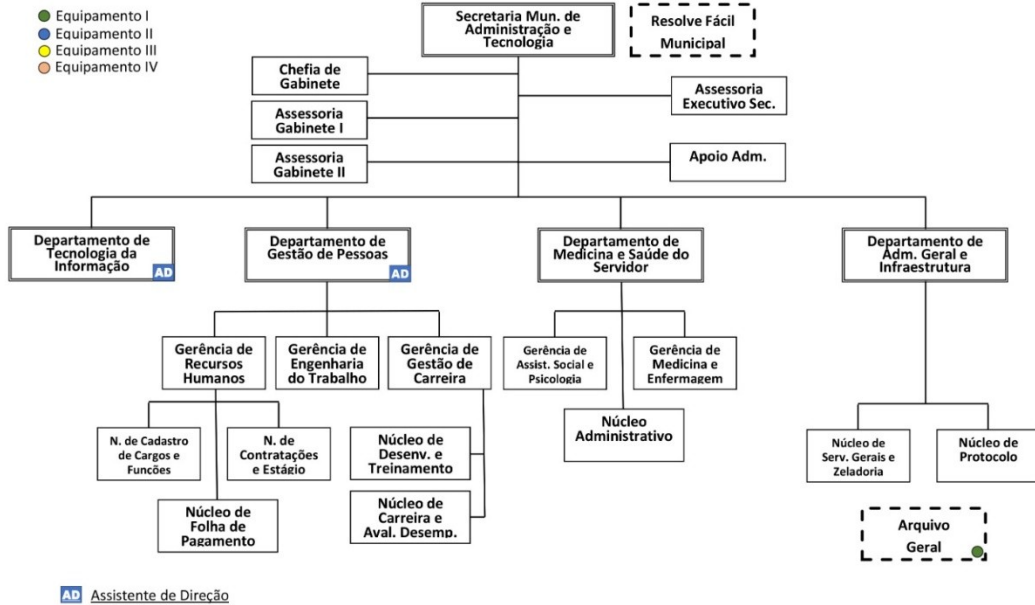 Equipamento I
Equipamento II
Equipamento III
Equipamento IV
Secretaria Mun. de
Administração e
Tecnologia
Resolve Fácil
Municipal
Chefia de
Gabinete
Assessoria
Executivo Sec.
Assessoria
Gabinete I
Assessoria
Gabinete II
Apoio Adm.
Departamento de
Tecnologia da
Informação
AD
Departamento de
Gestão de Pessoas
AD
Departamento de
Medicina e Saúde do
Servidor
Departamento de
Adm. Geral e
Infraestrutura
Gerência de
Recursos
Humanos
Gerência de
Engenharia
do Trabalho
Gerência de
Gestão de
Carreira
Gerência de
Assist. Social e
Psicologia
Gerência de
Medicina e
Enfermagem
N. de Cadastro
de Cargos e
Funções
N. de
Contratações
e Estágio
Núcleo de
Desenv. e
Treinamento
Núcleo
Administrativo
Núcleo de
Serv. Gerais e
Zeladoria
Núcleo de
Protocolo
Núcleo de
Folha de
Pagamento
Núcleo de
Carreira e
Aval. Desemp.
Arquivo
Geral
AD Assistente de Direção